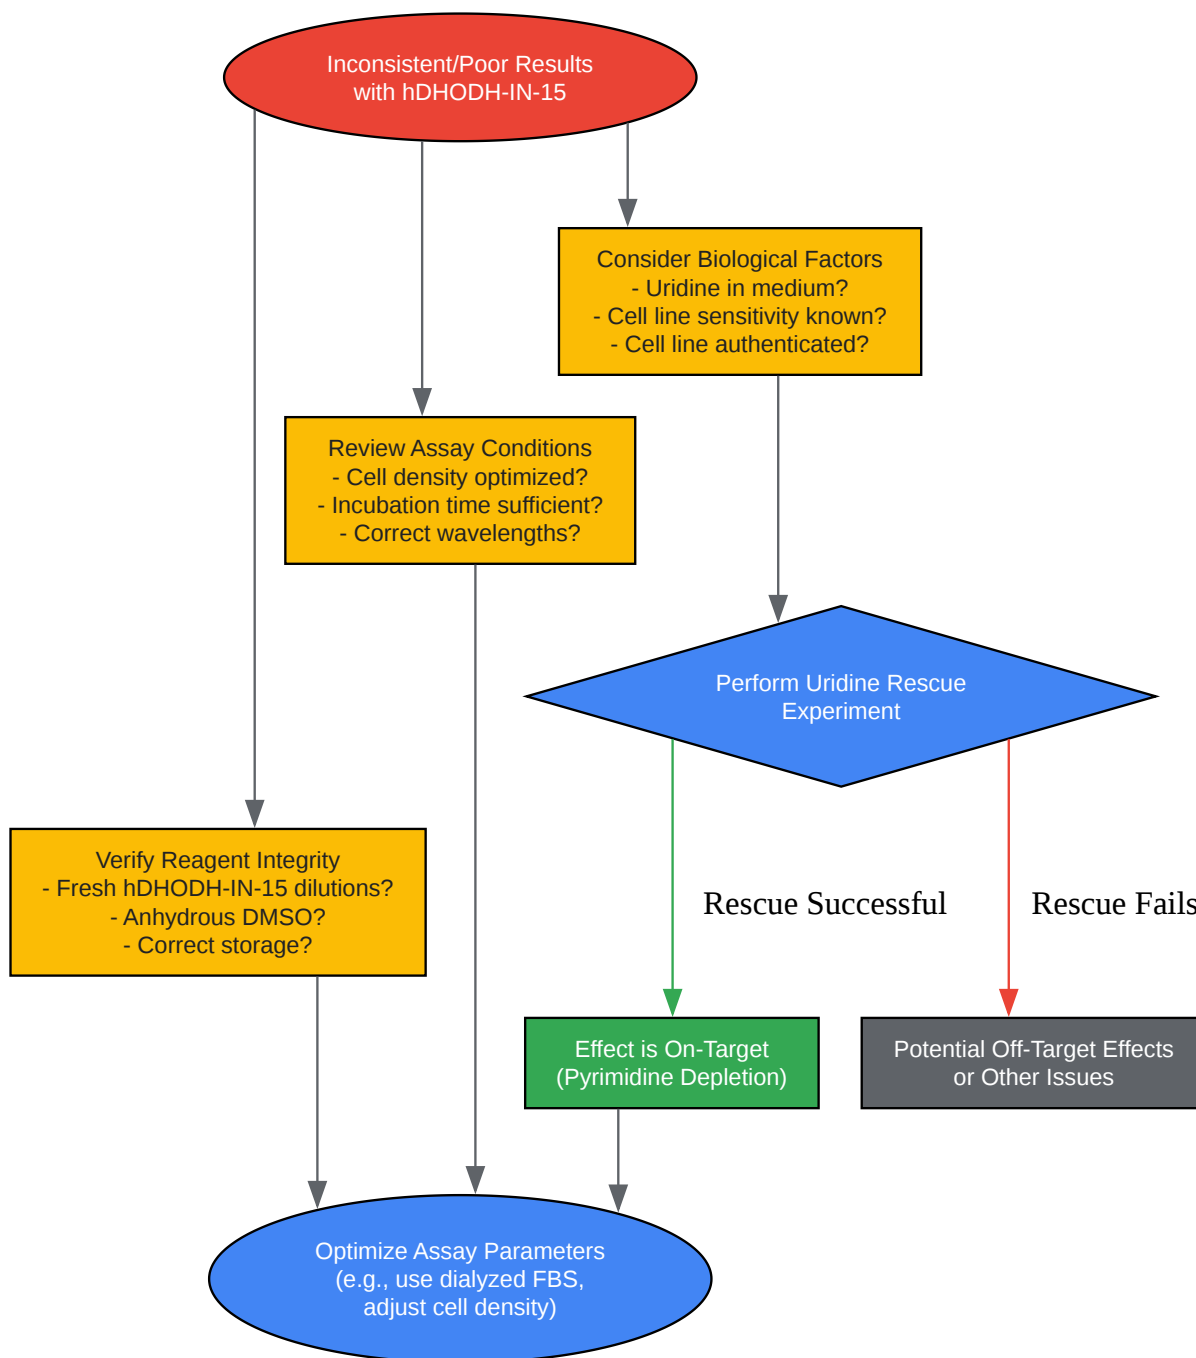 Inconsistent/Poor Results
with hDHODH-IN-15
Consider Biological Factors
- Uridine in medium?
- Cell line sensitivity known?
- Cell line authenticated?
Review Assay Conditions
- Cell density optimized?
- Incubation time sufficient?
- Correct wavelengths?
Perform Uridine Rescue
Experiment
Verify Reagent Integrity
- Fresh hDHODH-IN-15 dilutions?
- Anhydrous DMSO?
- Correct storage?
Rescue Successful
Rescue Fails
Effect is On-Target
(Pyrimidine Depletion)
Potential Off-Target Effects
or Other Issues
Optimize Assay Parameters
(e.g., use dialyzed FBS,
adjust cell density)